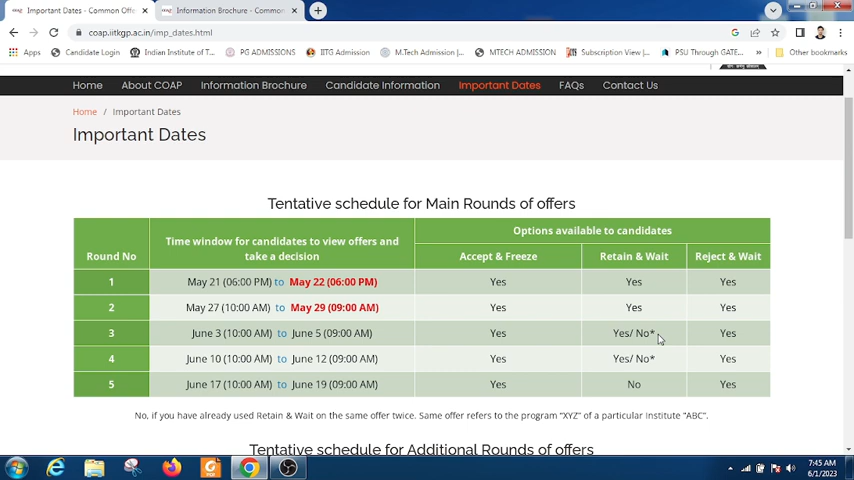 Important Dates - Common Offe
Information Brochure - Common
coap.iitkgp.ac.in/imp_dates.html
Apps Candidate Login Indian Institute of T... PG ADMISSIONS IITG Admission M.Tech Admission |... MTECH ADMISSION Subscription View |... PSU Through GATE... » Other bookmarks
Home About COAP Information Brochure Candidate Information Important Dates FAQs Contact Us
Home / Important Dates
Important Dates
Tentative schedule for Main Rounds of offers
Round No Time window for candidates to view offers and take a decision Options available to candidates
Accept & Freeze Retain & Wait Reject & Wait
1 May 21 (06:00 PM) to May 22 (06:00 PM) Yes Yes Yes
2 May 27 (10:00 AM) to May 29 (09:00 AM) Yes Yes Yes
3 June 3 (10:00 AM) to June 5 (09:00 AM) Yes Yes/ No* Yes
4 June 10 (10:00 AM) to June 12 (09:00 AM) Yes Yes/ No* Yes
5 June 17 (10:00 AM) to June 19 (09:00 AM) Yes No Yes
No, if you have already used Retain & Wait on the same offer twice. Same offer refers to the program “XYZ” of a particular Institute “ABC”.
Tentative schedule for Additional Rounds of offers
7:45 AM
6/1/2023